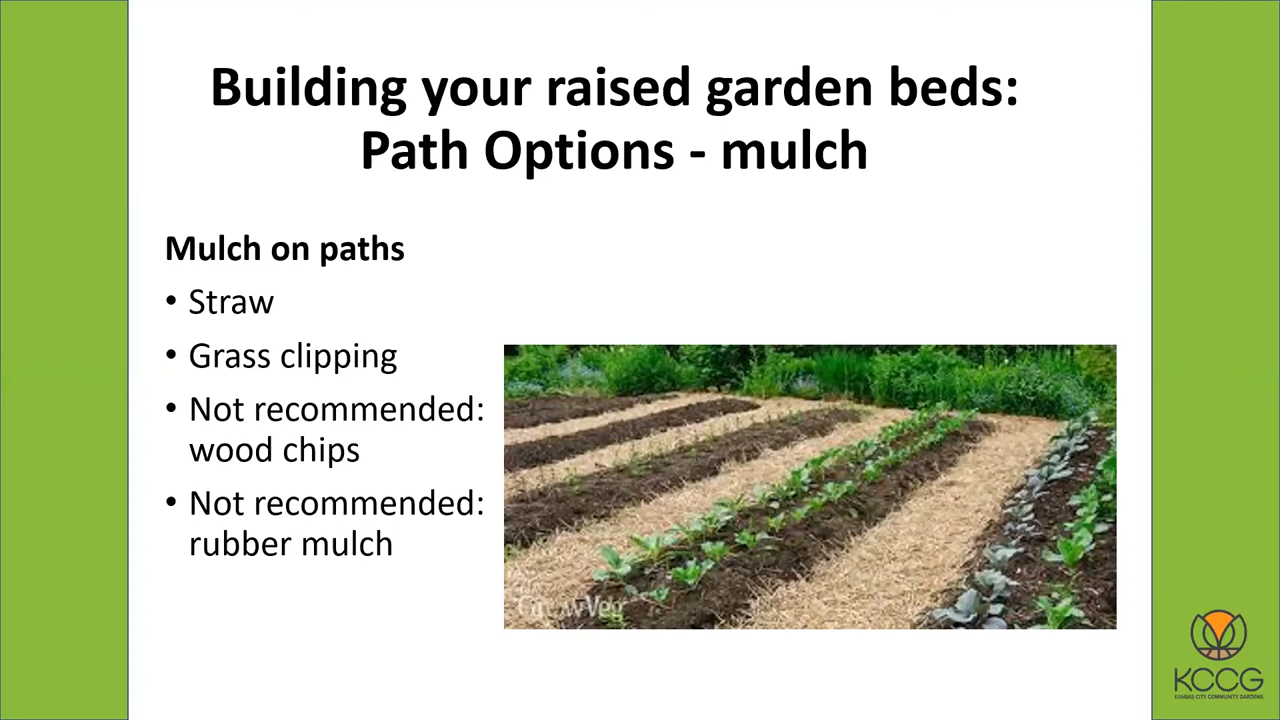 Building your raised garden beds:
Path Options - mulch
Mulch on paths
• Straw
• Grass clipping
• Not recommended:
wood chips
• Not recommended:
rubber mulch
GrowVeg
KCCG
KANSAS CITY COMMUNITY GARDENS